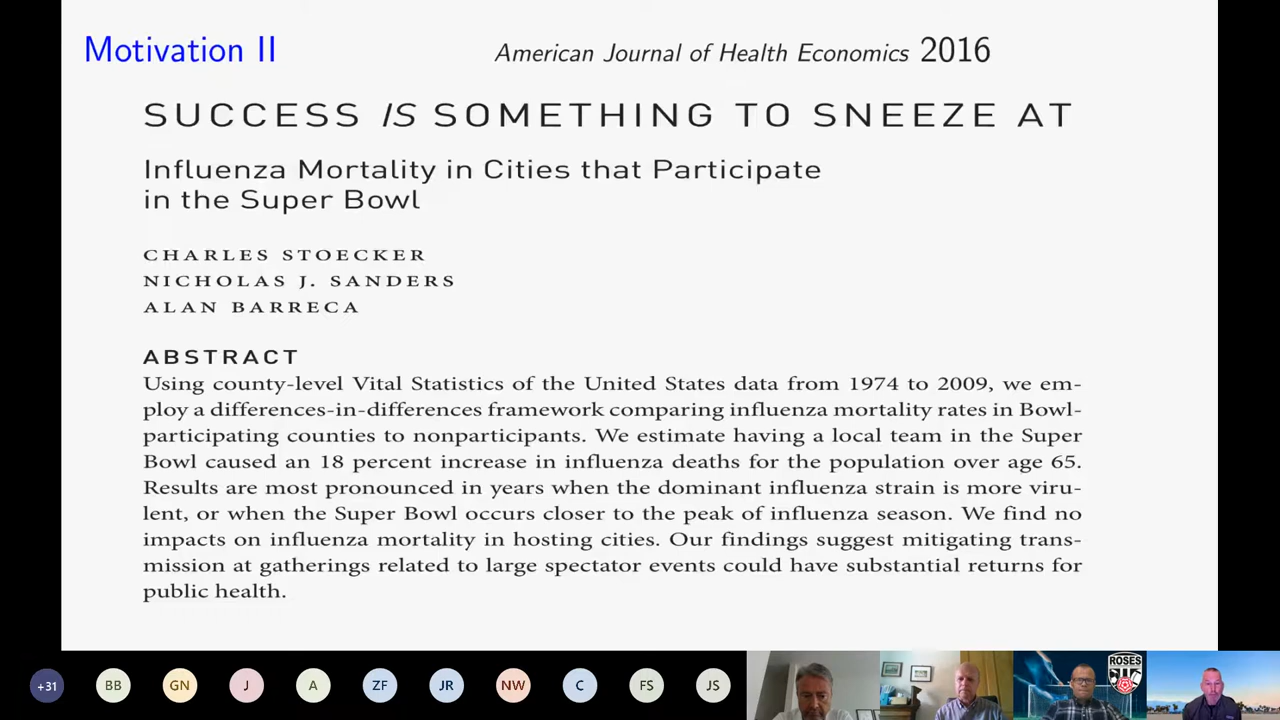 Motivation II
American Journal of Health Economics 2016
SUCCESS IS SOMETHING TO SNEEZE AT
Influenza Mortality in Cities that Participate
in the Super Bowl
CHARLES STOECKER
NICHOLAS J. SANDERS
ALAN BARRECA
ABSTRACT
Using county-level Vital Statistics of the United States data from 1974 to 2009, we em-
ploy a differences-in-differences framework comparing influenza mortality rates in Bowl-
participating counties to nonparticipants. We estimate having a local team in the Super
Bowl caused an 18 percent increase in influenza deaths for the population over age 65.
Results are most pronounced in years when the dominant influenza strain is more viru-
lent, or when the Super Bowl occurs closer to the peak of influenza season. We find no
impacts on influenza mortality in hosting cities. Our findings suggest mitigating trans-
mission at gatherings related to large spectator events could have substantial returns for
public health.
+31 BB GN J A ZF JR NW C FS JS
ROSES